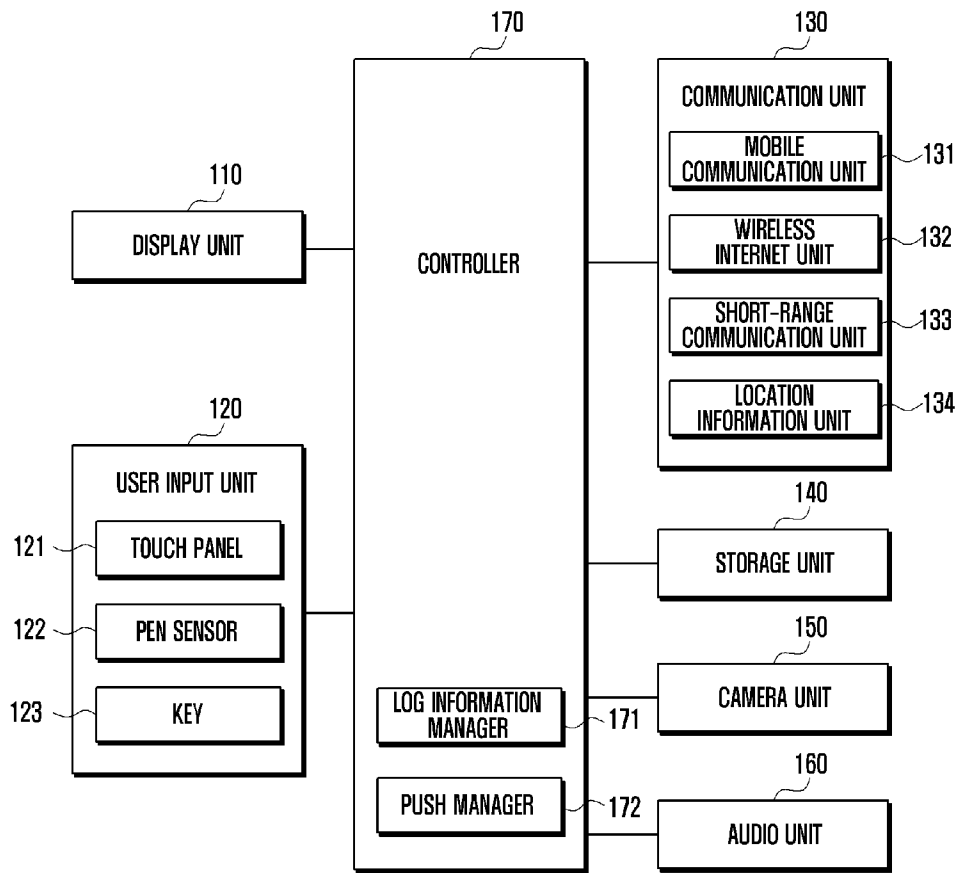 170
130
COMMUNICATION UNIT
MOBILE
COMMUNICATION UNIT
131
110
DISPLAY UNIT
CONTROLLER
WIRELESS
INTERNET UNIT
132
SHORT-RANGE
COMMUNICATION UNIT
133
LOCATION
INFORMATION UNIT
134
120
USER INPUT UNIT
121
TOUCH PANEL
122
PEN SENSOR
123
KEY
140
STORAGE UNIT
150
CAMERA UNIT
LOG INFORMATION
MANAGER
171
PUSH MANAGER
172
160
AUDIO UNIT